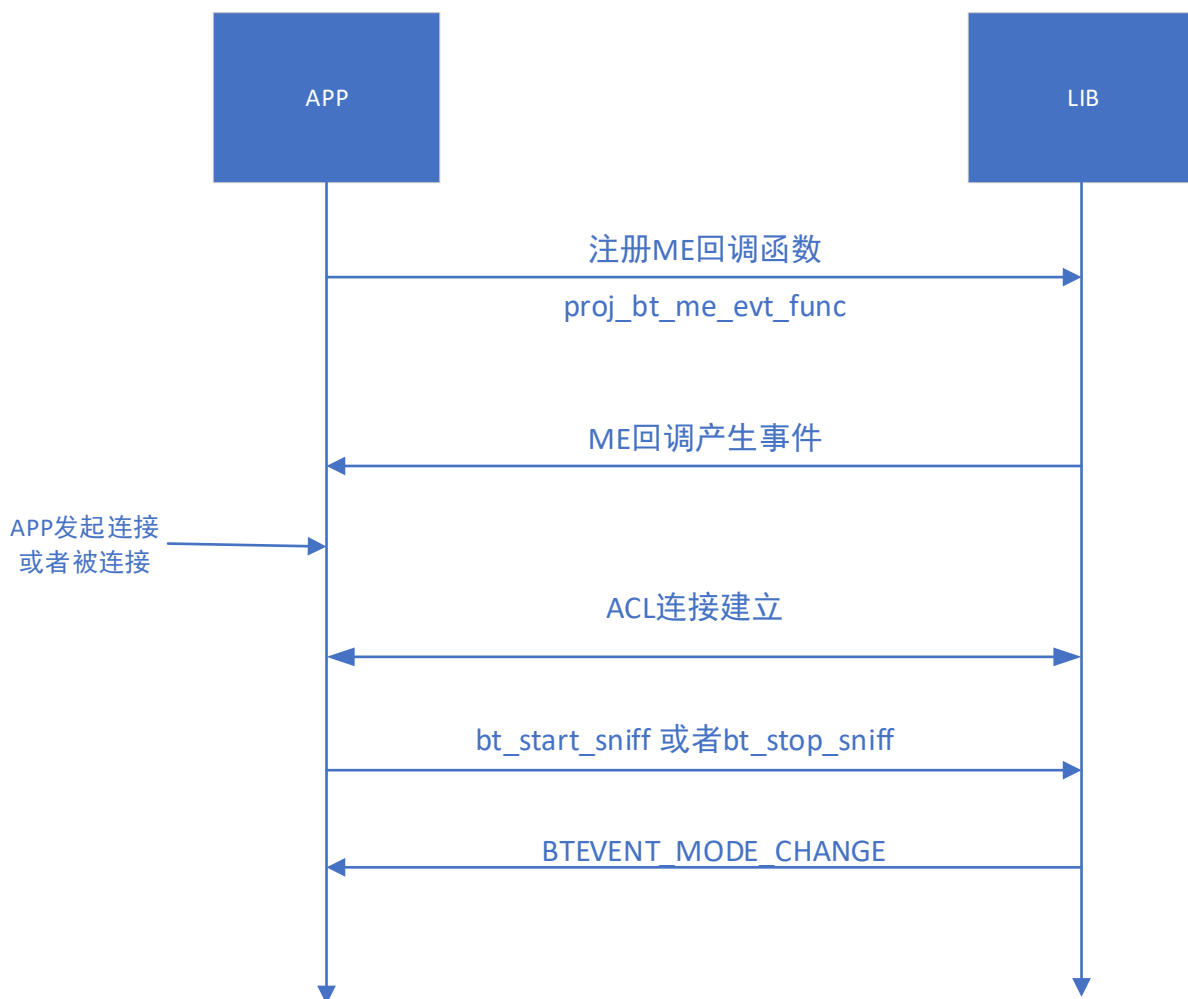 APP
LIB
注册ME回调函数
proj_bt_me_evt_func
ME回调产生事件
APP发起连接
或者被连接
ACL连接建立
bt_start_sniff 或者bt_stop_sniff
BTEVENT_MODE_CHANGE